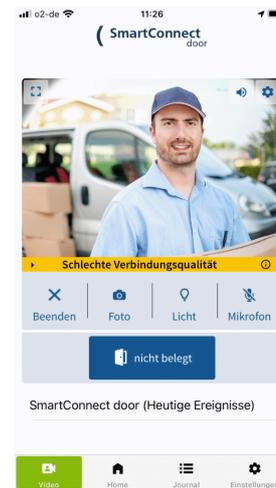 o2-de
11:26
SmartConnect
door
Schlechte Verbindungsqualität
Beenden
Foto
Licht
Mikrofon
nicht belegt
SmartConnect door (Heutige Ereignisse)
Video
Home
Journal
Einstellungen